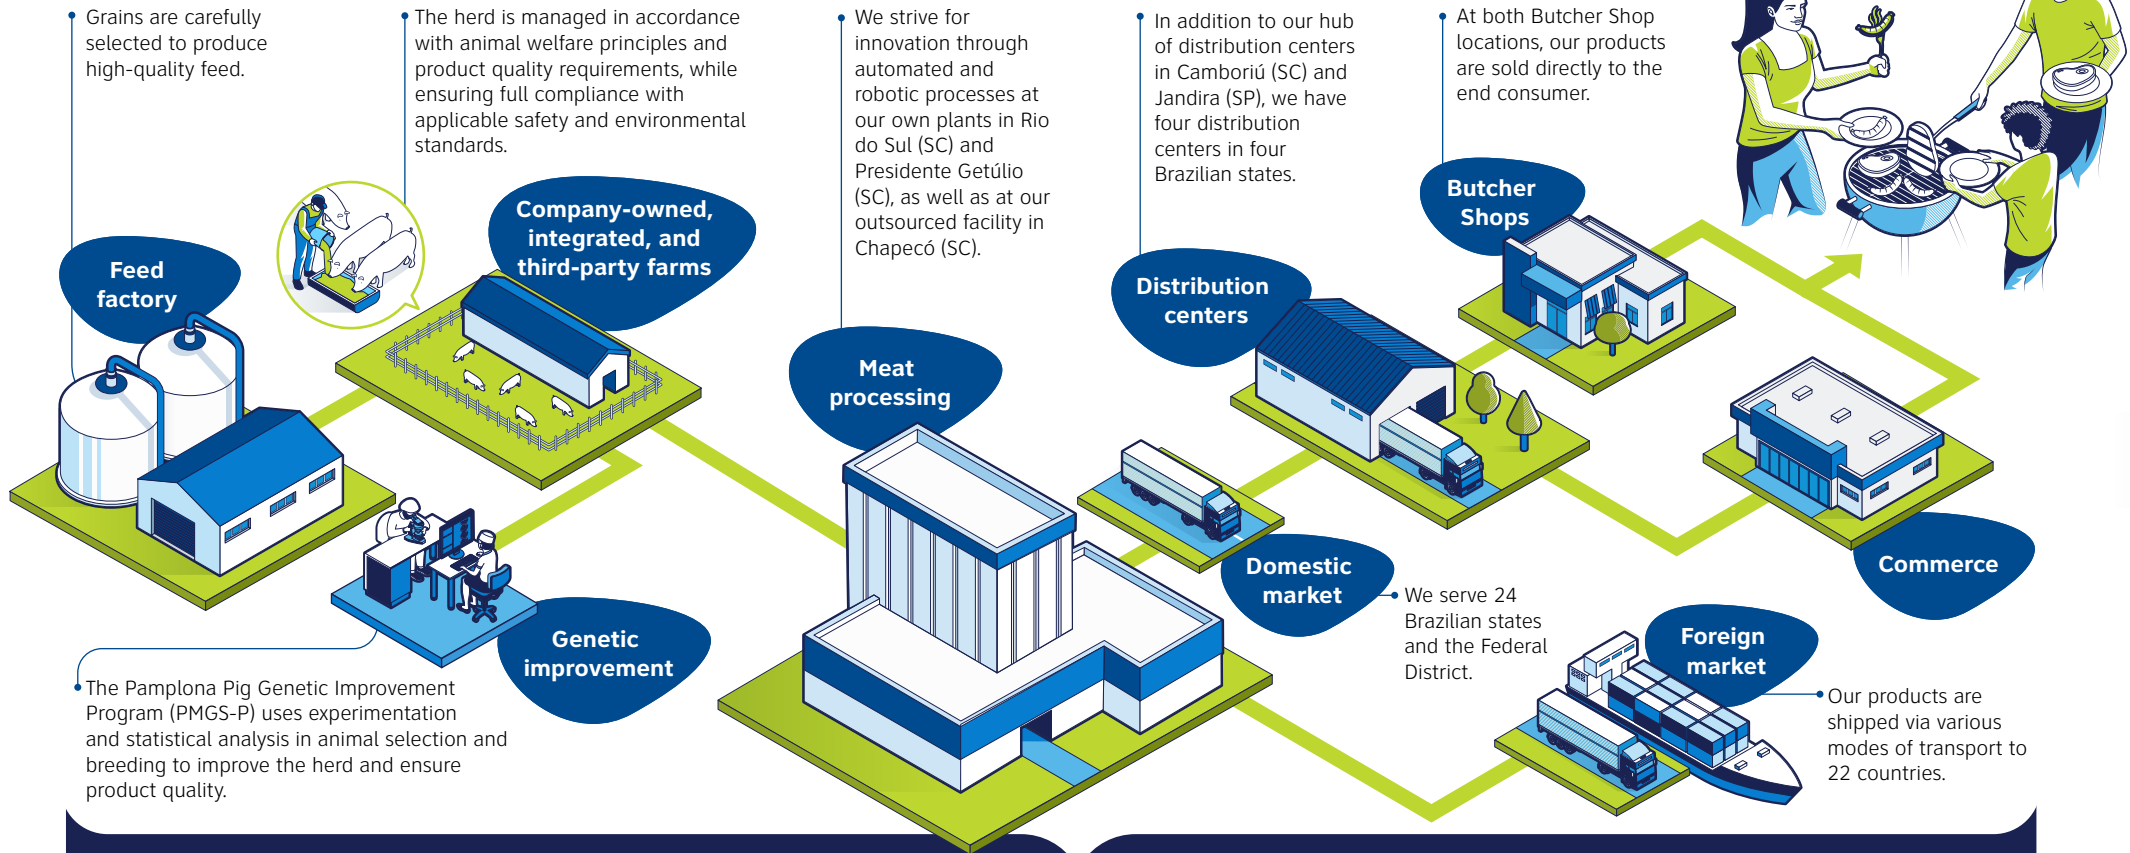 Grains are carefully
selected to produce
high-quality feed.
The herd is managed in accordance
with animal welfare principles and
product quality requirements, while
ensuring full compliance with
applicable safety and environmental
standards.
We strive for
innovation through
automated and
robotic processes at
our own plants in Rio
do Sul (SC) and
Presidente Getúlio
(SC), as well as at our
outsourced facility in
Chapecó (SC).
In addition to our hub
of distribution centers
in Camboriú (SC) and
Jandira (SP), we have
four distribution
centers in four
Brazilian states.
At both Butcher Shop
locations, our products
are sold directly to the
end consumer.
Feed
factory
Company-owned,
integrated, and
third-party farms
Meat
processing
Distribution
centers
Butcher
Shops
Genetic
improvement
The Pamplona Pig Genetic Improvement
Program (PMGS-P) uses experimentation
and statistical analysis in animal selection and
breeding to improve the herd and ensure
product quality.
Domestic
market
We serve 24
Brazilian states
and the Federal
District.
Commerce
Foreign
market
Our products are
shipped via various
modes of transport to
22 countries.